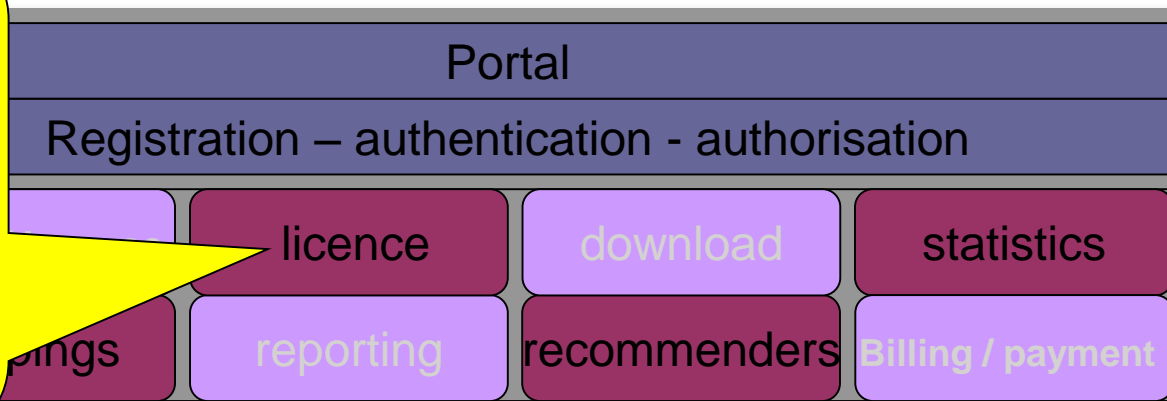 Portal
Registration – authentication - authorisation
licence download statistics
reporting recommenders Billing / payment